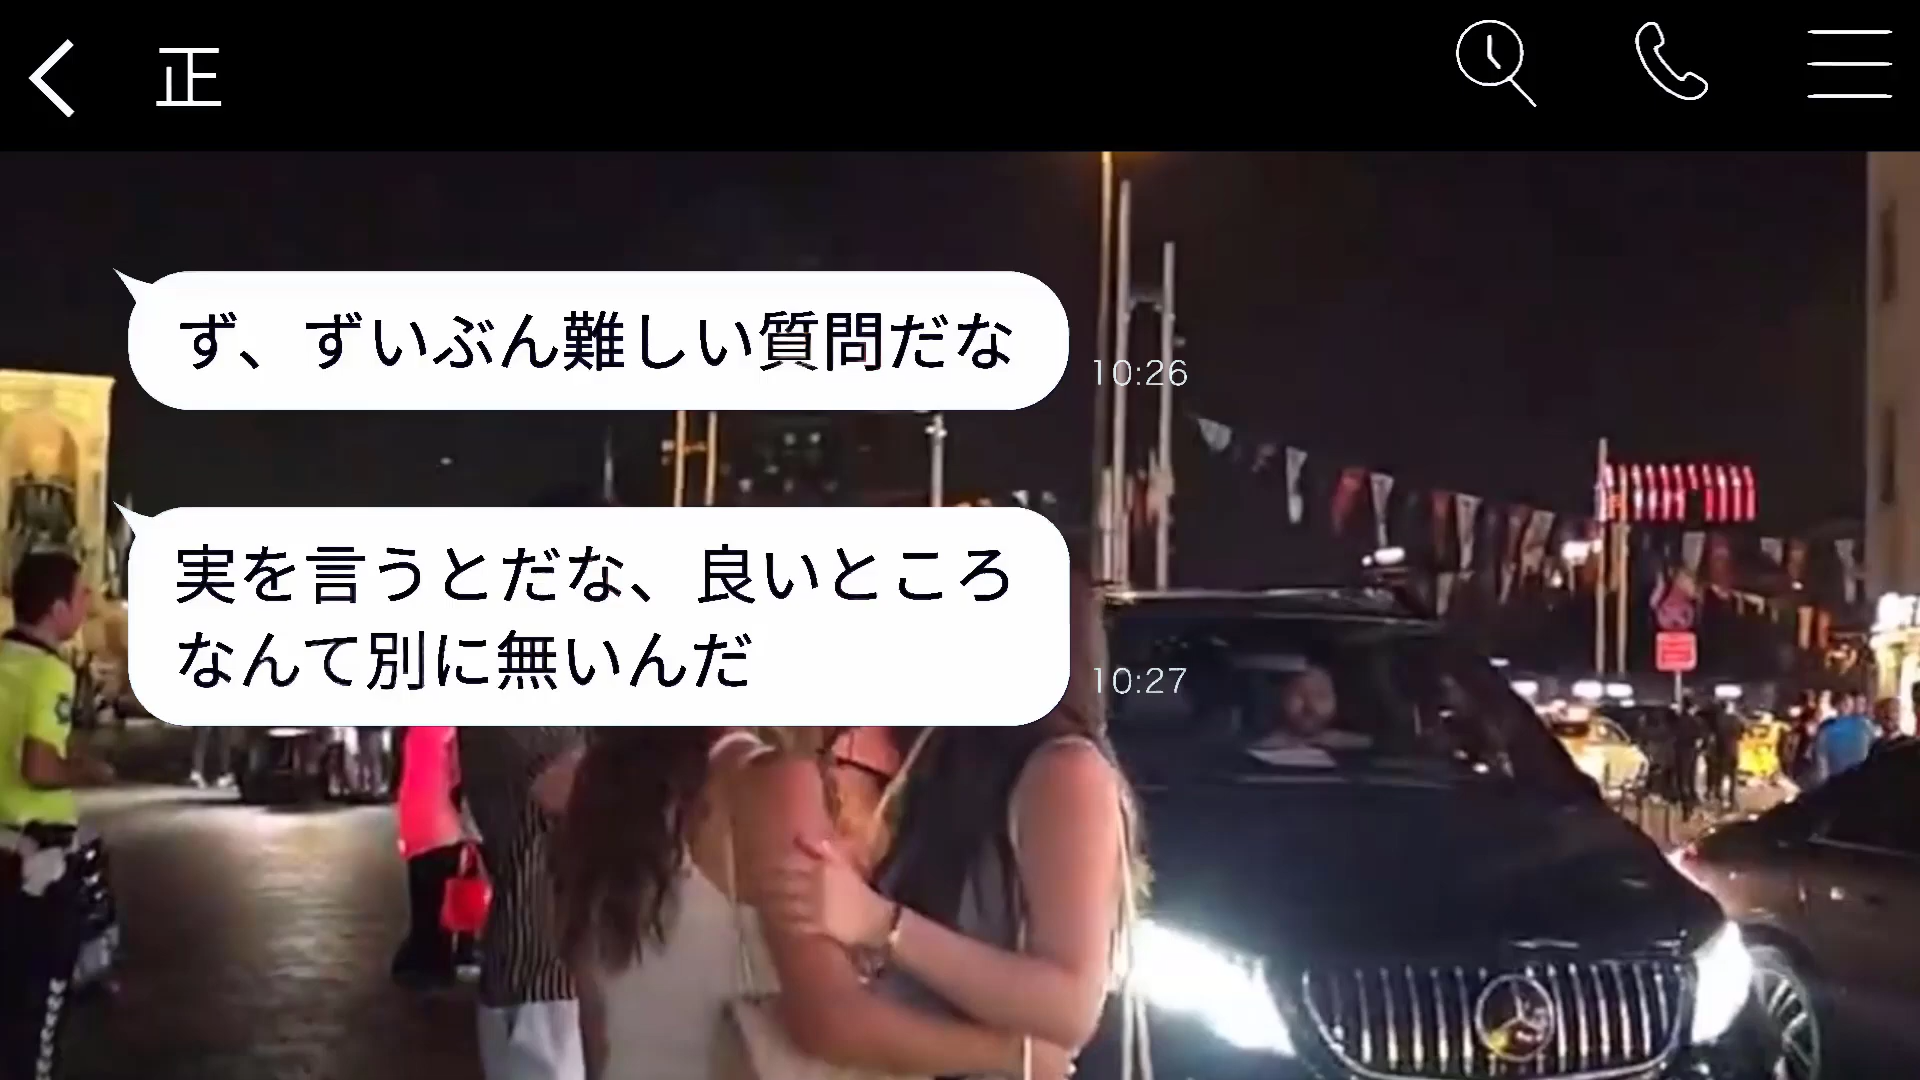 正
ず、ずいぶん難しい質問だな
10:26
実を言うとだな、良いところ
なんて別に無いんだ
10:27